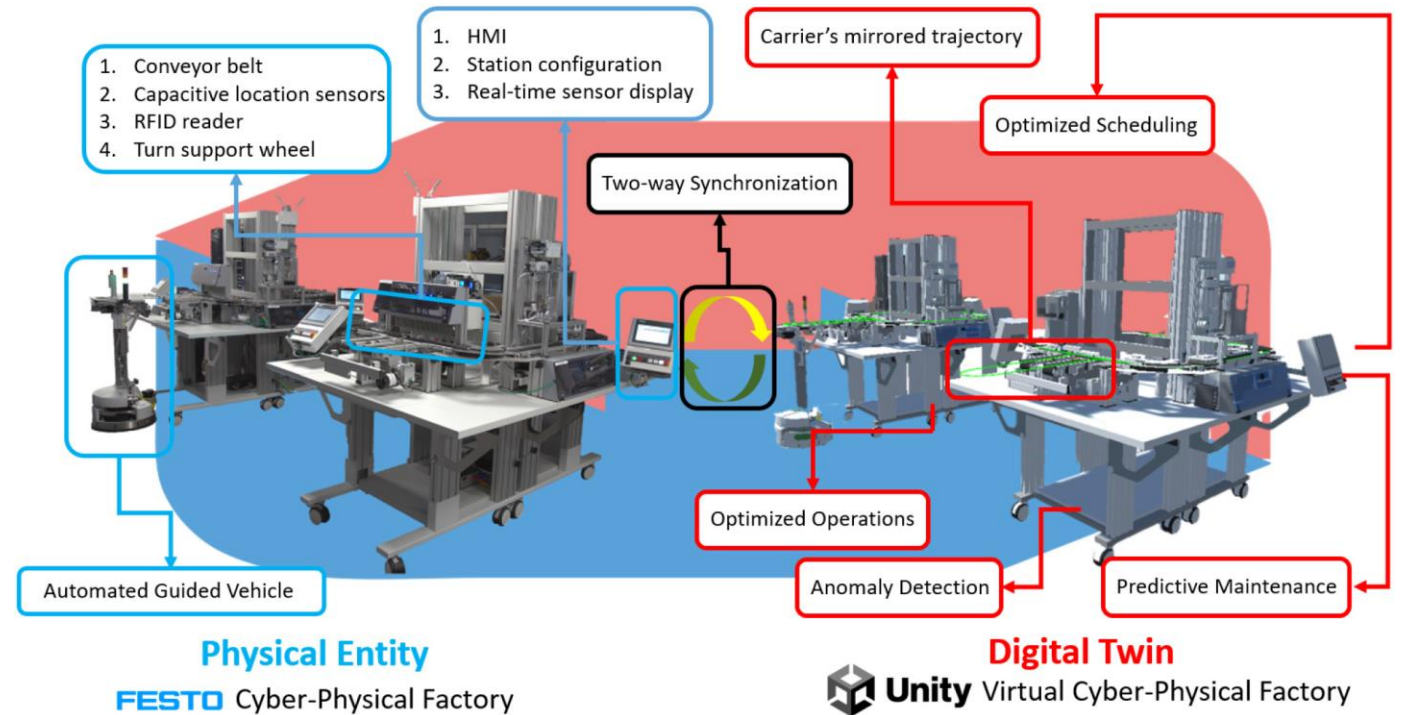 1. Conveyor belt
2. Capacitive location sensors
3. RFID reader
4. Turn support wheel
1. HMI
2. Station configuration
3. Real-time sensor display
Carrier's mirrored trajectory
Optimized Scheduling
Two-way Synchronization
Optimized Operations
Automated Guided Vehicle
Anomaly Detection
Predictive Maintenance
Physical Entity
FESTO Cyber-Physical Factory
Digital Twin
Unity Virtual Cyber-Physical Factory